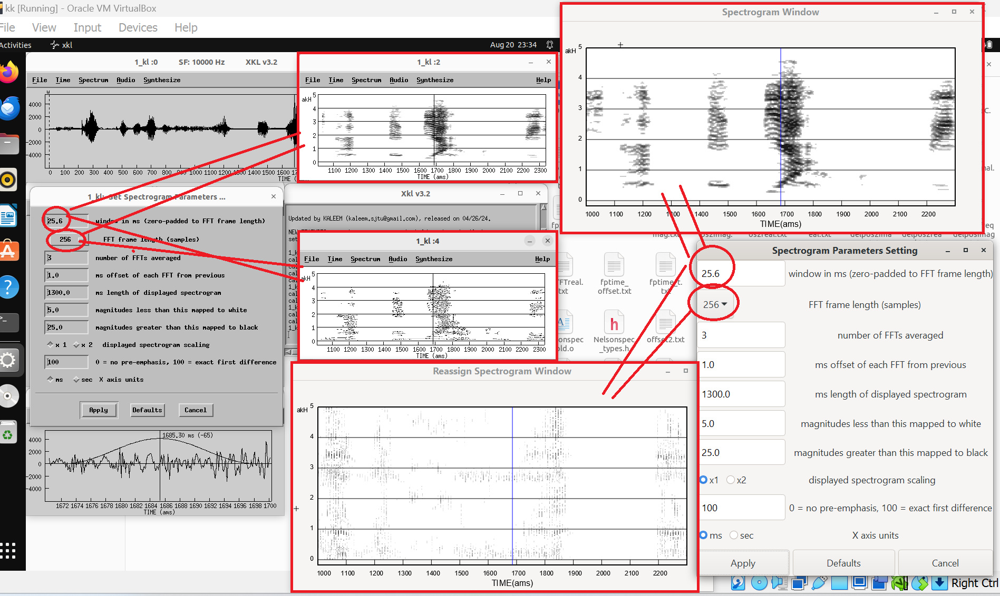 kk [Running] - Oracle VM VirtualBox
File View Input Devices Help
Activities xkl Aug 20 23:34
1_kl :0 SF: 10000 Hz XKL v3.2
File Time Spectrum Audio Synthesize
W
4000
2000
0
-2000
-4000
0 100 200 300 400 500 600 700 800 900 1000 1100 1200 1300 1400 1500 1600
TIME
1_kl :2
File Time Spectrum Audio Synthesize Help
akH
5
4
3
2
1
0
1100 1200 1300 1400 1500 1600 1700 1800 1900 2000 2100 2200 2300
TIME (ams)
Spectrogram Window
akH
5
4
3
2
1
0
1000 1100 1200 1300 1400 1500 1600 1700 1800 1900 2000 2100 2200
TIME(ams)
1_kl: Set Spectrogram Parameters ...
25.6 window in ms (zero-padded to FFT frame length)
256 FFT frame length (samples)
3 number of FFTs averaged
1.0 ms offset of each FFT from previous
1300.0 ms length of displayed spectrogram
5.0 magnitudes less than this mapped to white
25.0 magnitudes greater than this mapped to black
x 1 x 2 displayed spectrogram scaling
100 0 = no pre-emphasis, 100 = exact first difference
ms sec X axis units
Apply Defaults Cancel
Xkl v3.2
Updated by KALEEM (kaleem.sjtu@gmail.com), released on 04/26/24.
1_kl :4
File Time Spectrum Audio Synthesize Help
akH
5
4
3
2
1
0
1100 1200 1300 1400 1500 1600 1700 1800 1900 2000 2100 2200 2300
TIME (ams)
fptime_
offset.txt
fptime_t.
txt
Nelsonspec
_types.h
offset2.txt
4000
2000
0
-2000
-4000
1685.30 ms (-65)
1672 1674 1676 1678 1680 1682 1684 1686 1688 1690 1692 1694 1696 1698 1700
TIME (ams)
Reassign Spectrogram Window
akH
5
4
3
2
1
0
1000 1100 1200 1300 1400 1500 1600 1700 1800 1900 2000 2100 2200
TIME(ams)
Spectrogram Parameters Setting
25.6 window in ms (zero-padded to FFT frame length)
256 FFT frame length (samples)
3 number of FFTs averaged
1.0 ms offset of each FFT from previous
1300.0 ms length of displayed spectrogram
5.0 magnitudes less than this mapped to white
25.0 magnitudes greater than this mapped to black
x1 x2 displayed spectrogram scaling
100 0 = no pre-emphasis, 100 = exact first difference
ms sec X axis units
Apply Defaults Cancel
Right Ctrl